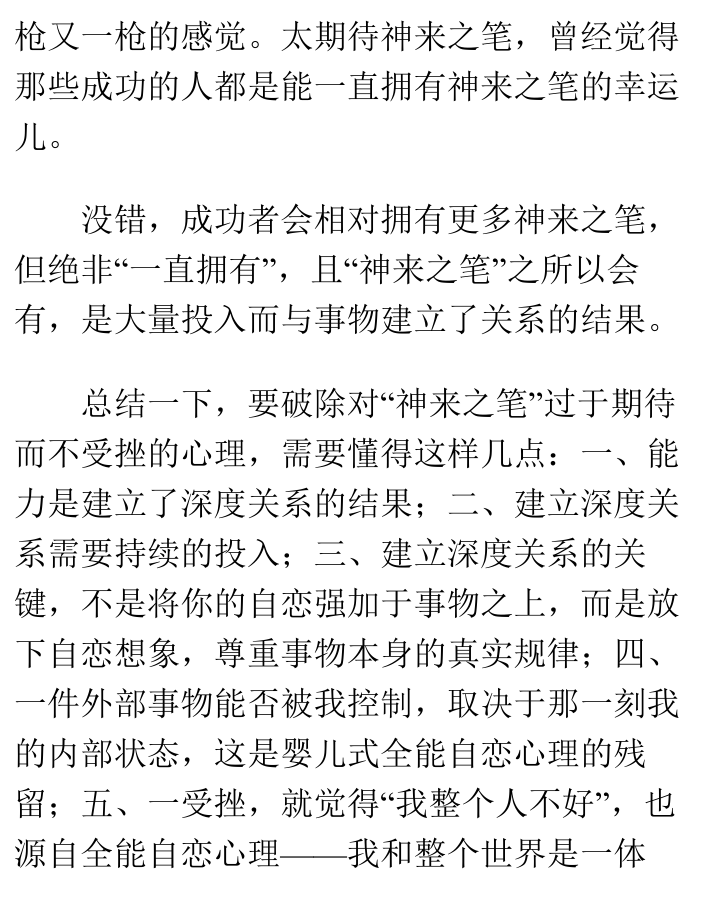 枪又一枪的感觉。太期待神来之笔，曾经觉得
那些成功的人都是能一直拥有神来之笔的幸运
儿。
没错，成功者会相对拥有更多神来之笔，
但绝非“一直拥有”，且“神来之笔”之所以会
有，是大量投入而与事物建立了关系的结果。
总结一下，要破除对“神来之笔”过于期待
而不受挫的心理，需要懂得这样几点：一、能
力是建立了深度关系的结果；二、建立深度关
系需要持续的投入；三、建立深度关系的关
键，不是将你的自恋强加于事物之上，而是放
下自恋想象，尊重事物本身的真实规律；四、
一件外部事物能否被我控制，取决于那一刻我
的内部状态，这是婴儿式全能自恋心理的残
留；五、一受挫，就觉得“我整个人不好”，也
源自全能自恋心理——我和整个世界是一体